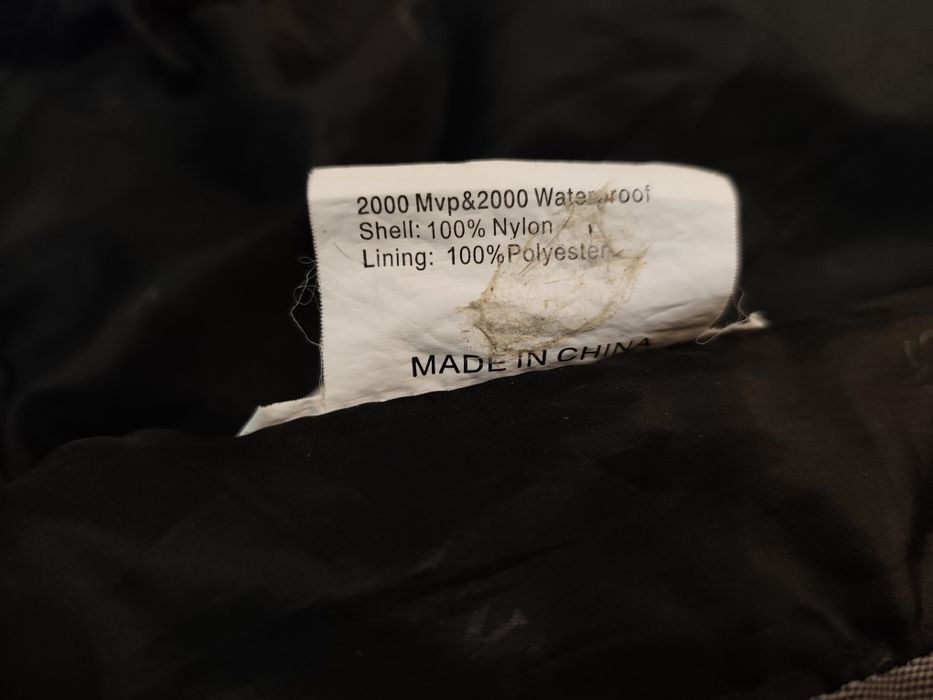 2000 Mvp&2000 Waterproof
Shell: 100% Nylon
Lining: 100%Polyester
MADE IN CHINA